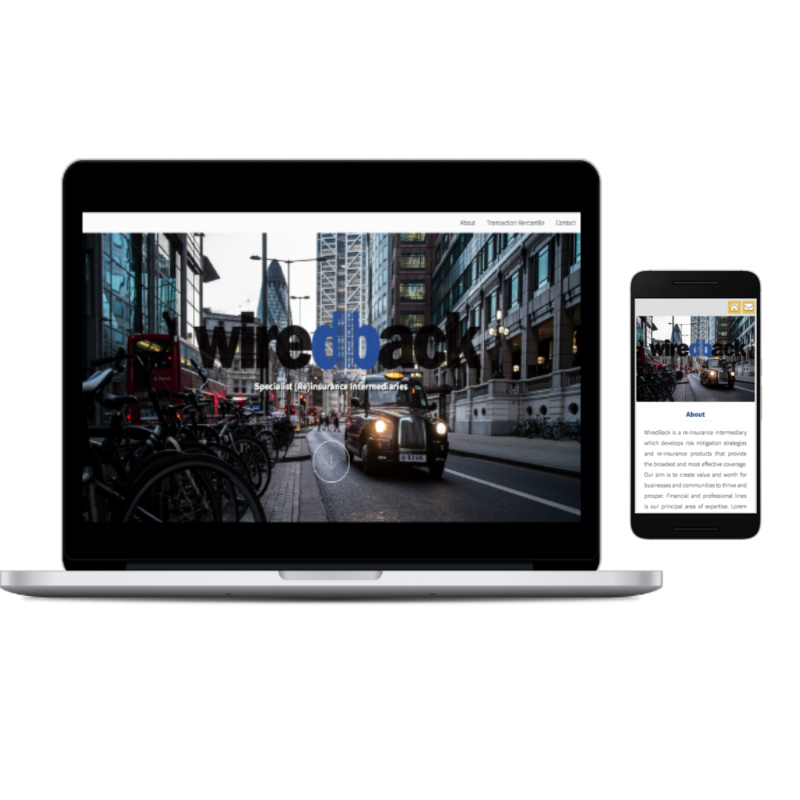 About Transaction Mercantile Contact
wiredback
Specialist (Re)insurance Intermediaries
wiredback
About
WiredBack is a re-insurance intermediary
which develops risk mitigation strategies
and re-insurance products that provide
the broadest and most effective coverage.
Our aim is to create value and worth for
businesses and communities to thrive and
prosper. Financial and professional lines
is our principal area of expertise. Lorem